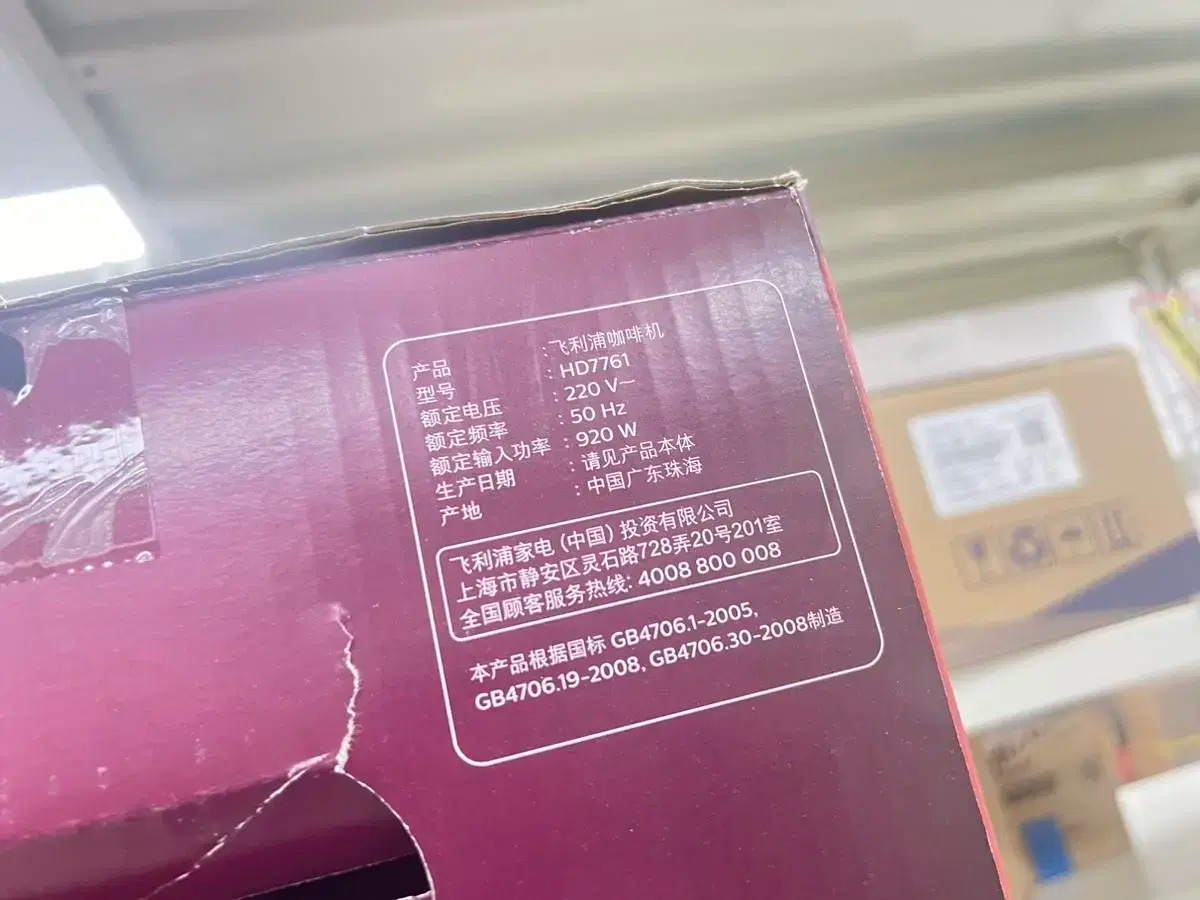 产品 : 飞利浦咖啡机
型号 : HD7761
额定电压 : 220 V~
额定频率 : 50 Hz
额定输入功率 : 920 W
生产日期 : 请见产品本体
产地 : 中国广东珠海
飞利浦家电 (中国) 投资有限公司
上海市静安区灵石路728弄20号201室
全国顾客服务热线: 4008 800 008
本产品根据国标 GB4706.1-2005,
GB4706.19-2008, GB4706.30-2008制造